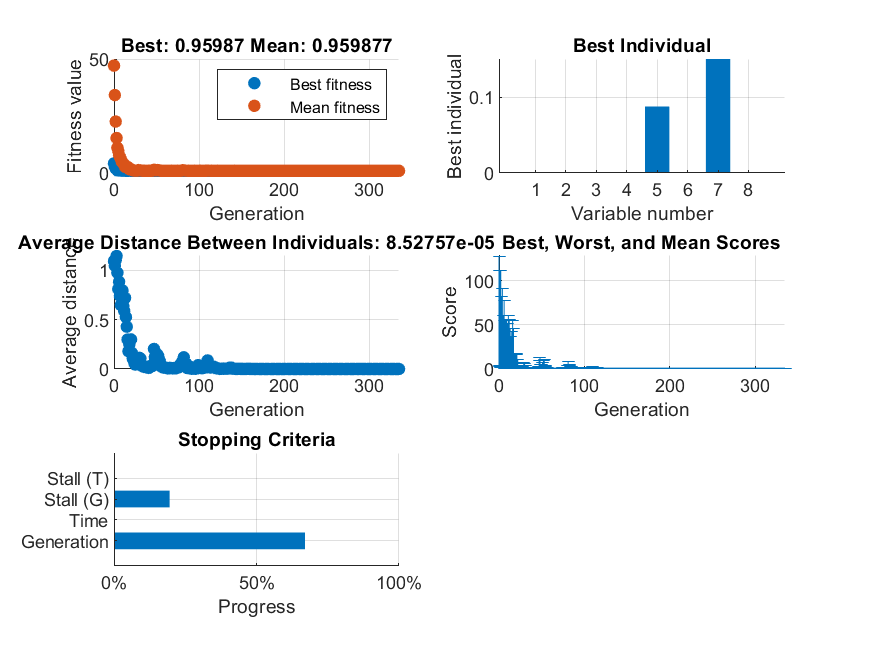 Best: 0.95987 Mean: 0.959877
Fitness value
50
0
Best fitness
Mean fitness
0 100 200 300
Generation
Best Individual
Best individual
0.1
0
1 2 3 4 5 6 7 8
Variable number
Average Distance Between Individuals: 8.52757e-05
Average distance
1
0.5
0
0 100 200 300
Generation
Best, Worst, and Mean Scores
Score
100
50
0
0 100 200 300
Generation
Stopping Criteria
Stall (T)
Stall (G)
Time
Generation
0% 50% 100%
Progress